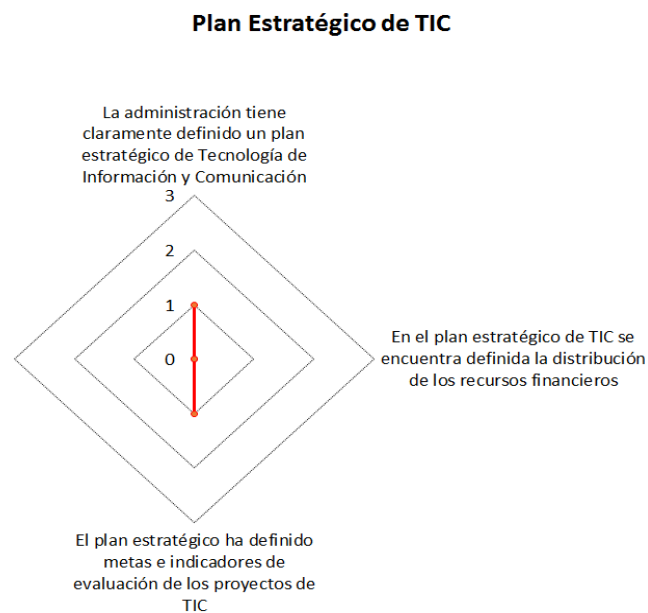 Plan Estratégico de TIC
La administración tiene
claramente definido un plan
estratégico de Tecnología de
Información y Comunicación
3
2
1
0
En el plan estratégico de TIC se
encuentra definida la distribución
de los recursos financieros
El plan estratégico ha definido
metas e indicadores de
evaluación de los proyectos de
TIC